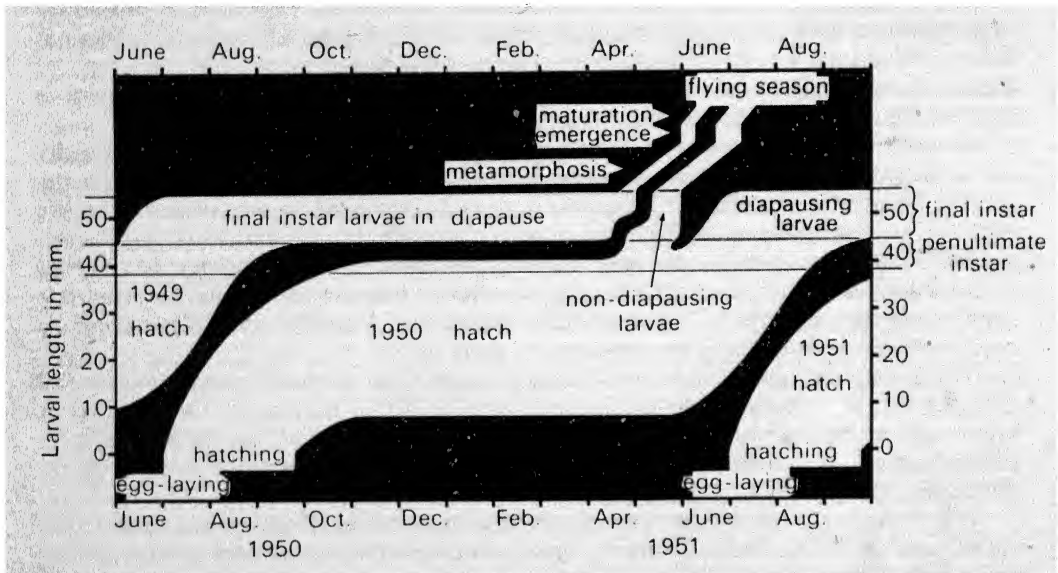 June Aug. Oct. Dec. Feb. Apr. June Aug.
flying season
maturation
emergence
metamorphosis
50 final instar larvae in diapause diapausing 50 final instar
larvae
40 40 penultimate
instar
1949 non-diapausing
larvae
30 30
hatch 1950 hatch
20 1951 20
hatch
10 10
0 hatching hatching 0
egg-laying egg-laying
June Aug. Oct. Dec. Feb. Apr. June Aug.
1950 1951
Larval length in mm.